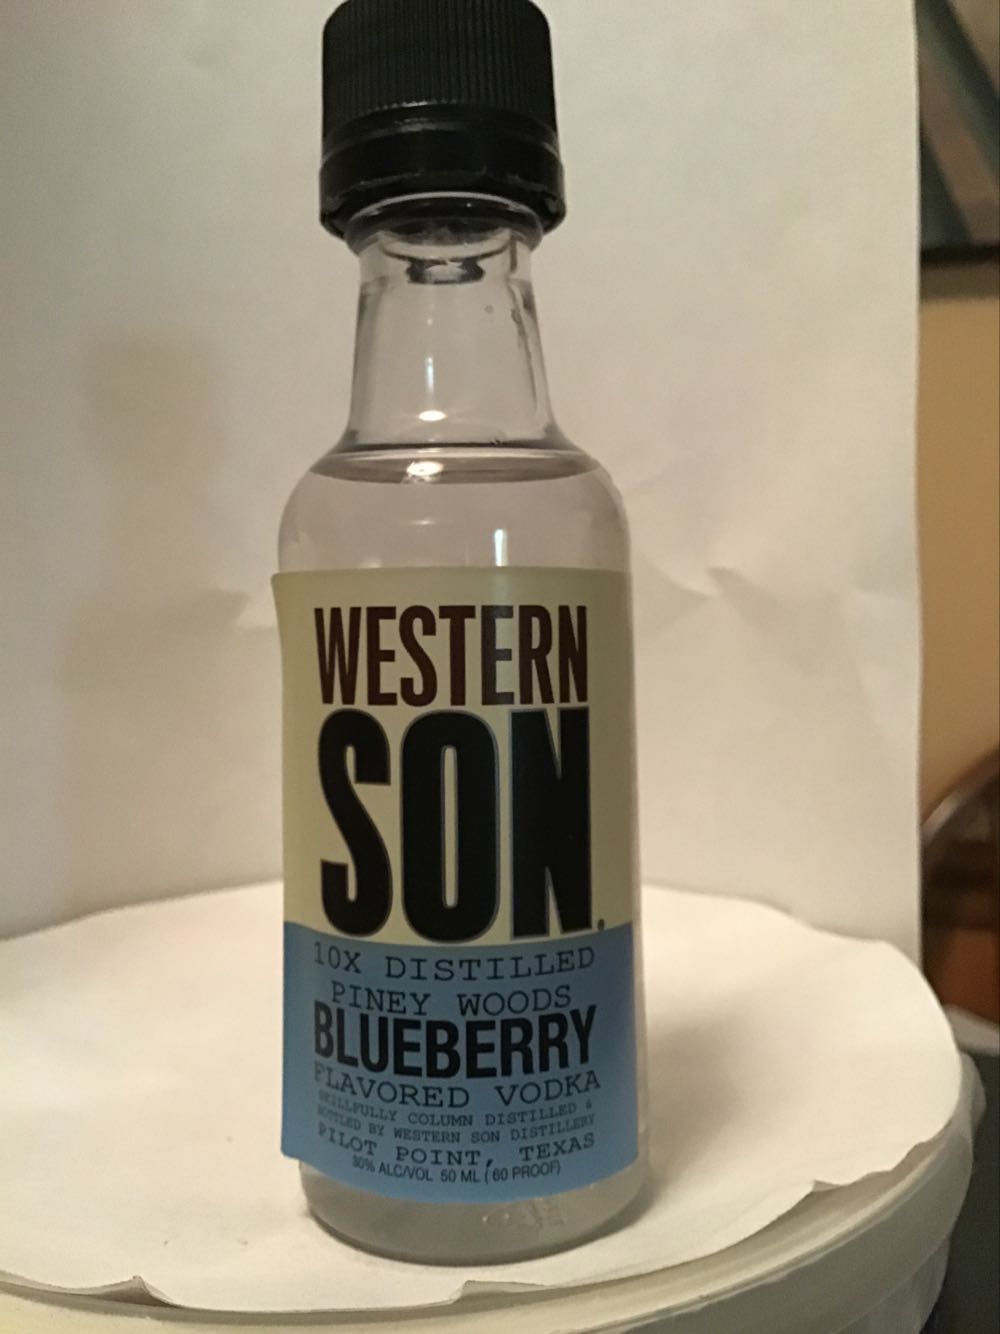 WESTERN
SON.
10X DISTILLED
PINEY WOODS
BLUEBERRY
FLAVORED VODKA
SKILLFULLY COLUMN DISTILLED &
BOTTLED BY WESTERN SON DISTILLERY
PILOT POINT, TEXAS
30% ALC/VOL 50 ML (60 PROOF)